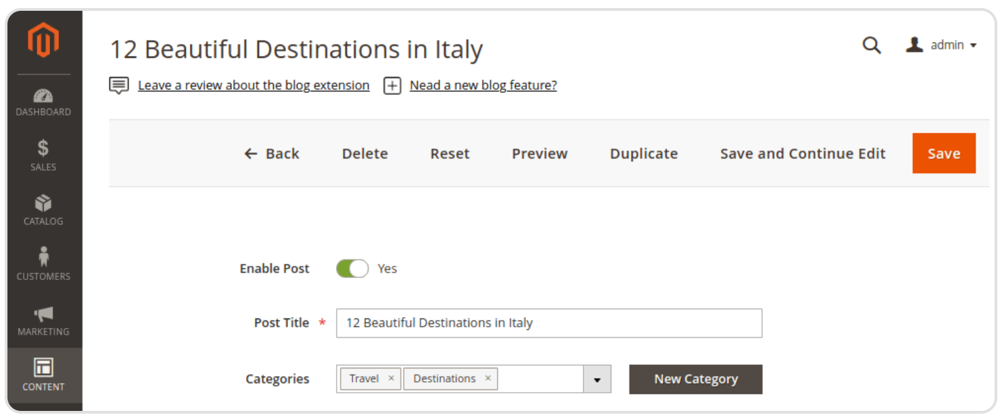 12 Beautiful Destinations in Italy
admin
Leave a review about the blog extension
Nead a new blog feature?
DASHBOARD
SALES
CATALOG
CUSTOMERS
MARKETING
CONTENT
← Back
Delete
Reset
Preview
Duplicate
Save and Continue Edit
Save
Enable Post
Yes
Post Title *
12 Beautiful Destinations in Italy
Categories
Travel ×
Destinations ×
New Category